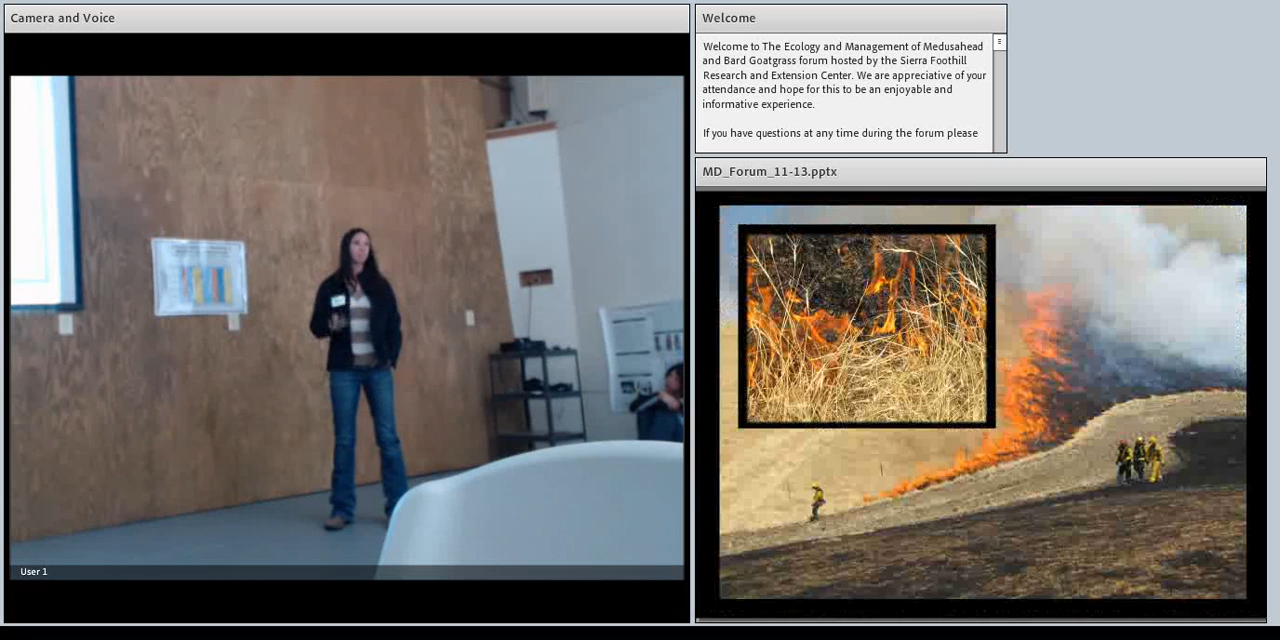 Camera and Voice
User 1
Welcome
Welcome to The Ecology and Management of Medusahead
and Bard Goatgrass forum hosted by the Sierra Foothill
Research and Extension Center. We are appreciative of your
attendance and hope for this to be an enjoyable and
informative experience.
If you have questions at any time during the forum please
MD_Forum_11-13.pptx